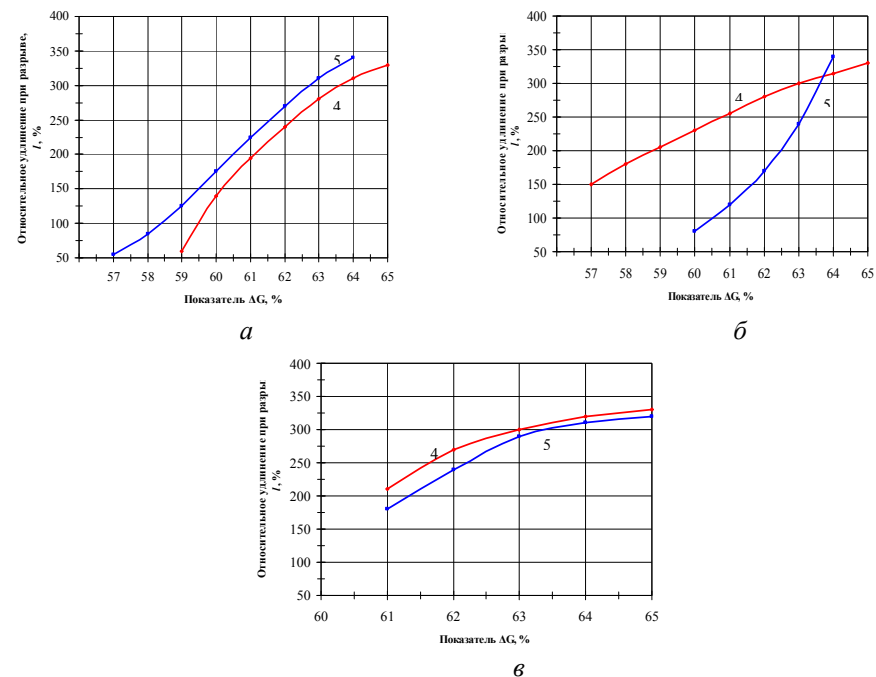 400
350
300
250
200
150
100
50
57 58 59 60 61 62 63 64 65
Относительное удлинение при разрыве,
l, %
Показатель ΔG, %
5
4
а
400
350
300
250
200
150
100
50
57 58 59 60 61 62 63 64 65
Относительное удлинение при разры
l, %
Показатель ΔG, %
4
5
б
400
350
300
250
200
150
100
50
60 61 62 63 64 65
Относительное удлинение при разры
l, %
Показатель ΔG, %
4
5
в